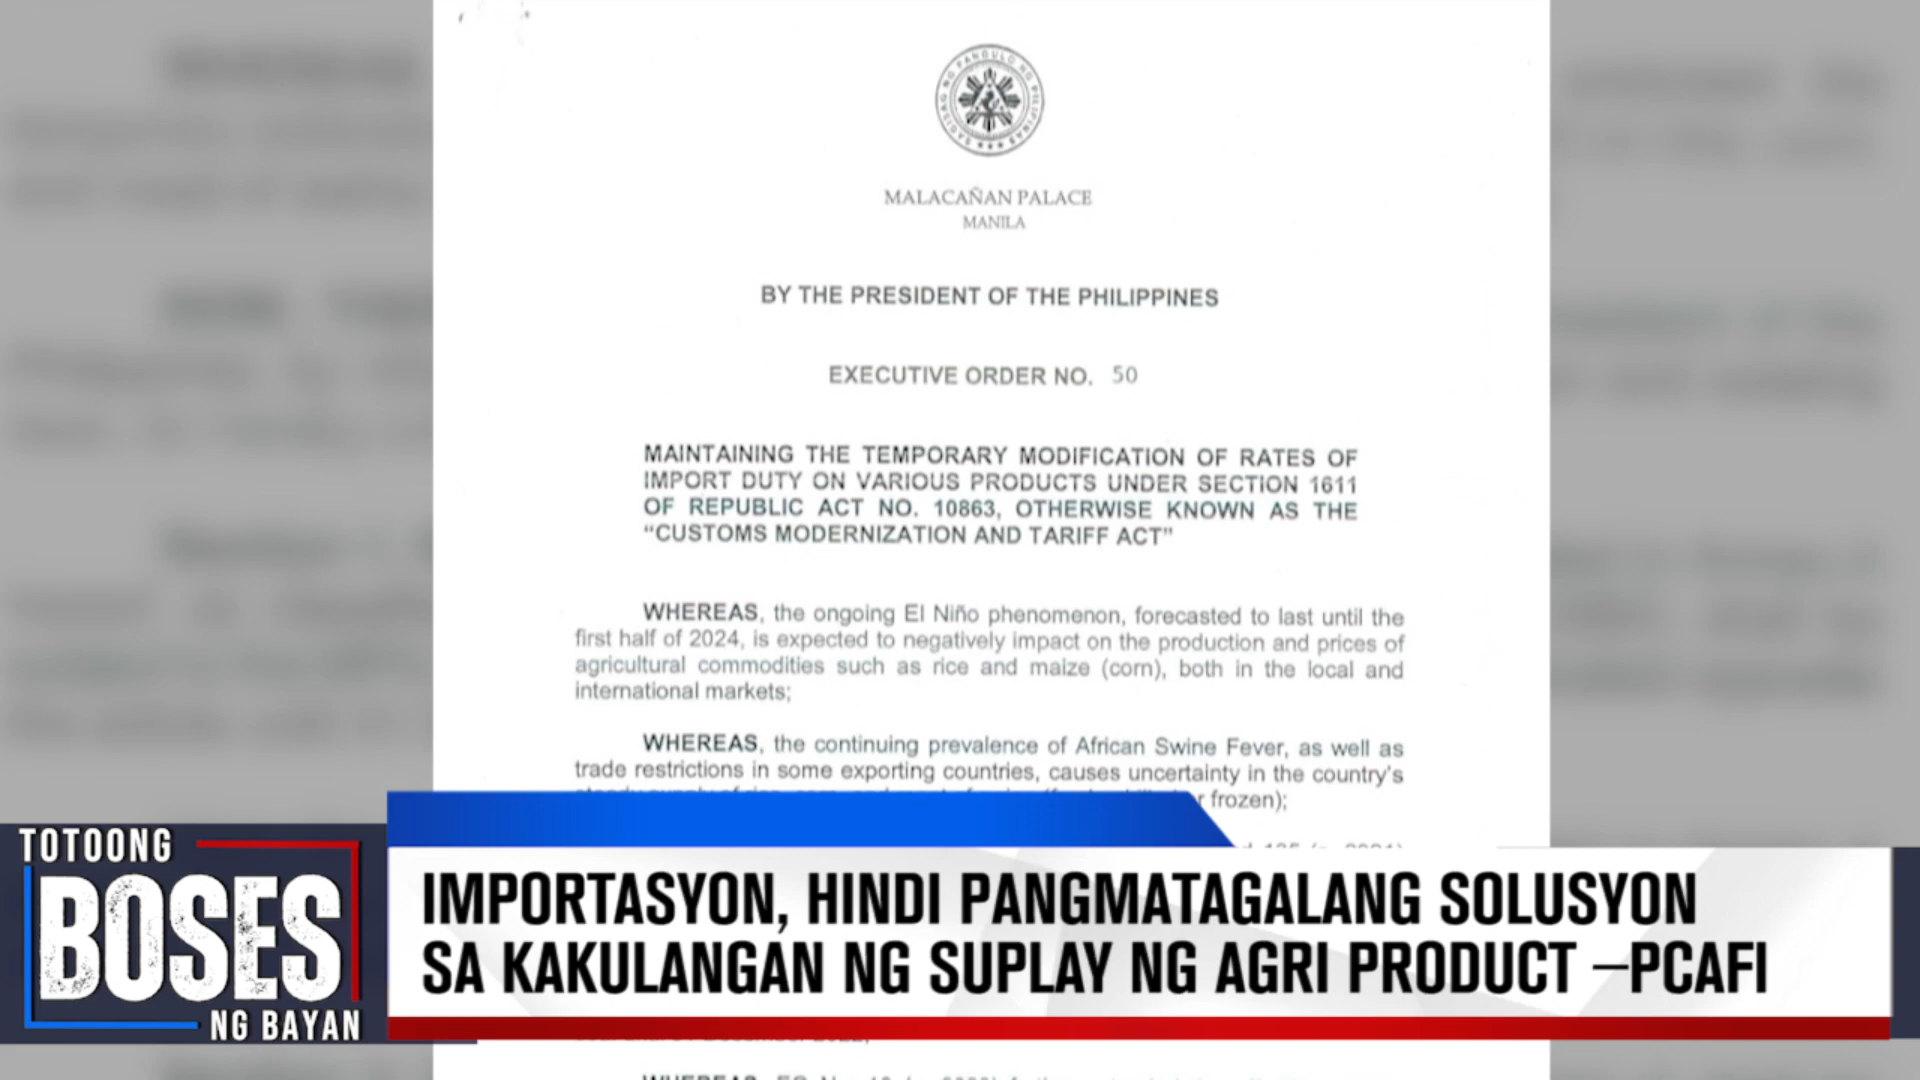 MALACAÑAN PALACE
MANILA
BY THE PRESIDENT OF THE PHILIPPINES
EXECUTIVE ORDER NO. 50
MAINTAINING THE TEMPORARY MODIFICATION OF RATES OF
IMPORT DUTY ON VARIOUS PRODUCTS UNDER SECTION 1611
OF REPUBLIC ACT NO. 10863, OTHERWISE KNOWN AS THE
“CUSTOMS MODERNIZATION AND TARIFF ACT”
WHEREAS, the ongoing El Niño phenomenon, forecasted to last until the
first half of 2024, is expected to negatively impact on the production and prices of
agricultural commodities such as rice and maize (corn), both in the local and
international markets;
WHEREAS, the continuing prevalence of African Swine Fever, as well as
trade restrictions in some exporting countries, causes uncertainty in the country's
frozen);
TOTOONG
BOSES
NG BAYAN
IMPORTASYON, HINDI PANGMATAGALANG SOLUSYON
SA KAKULANGAN NG SUPLAY NG AGRI PRODUCT –PCAFI